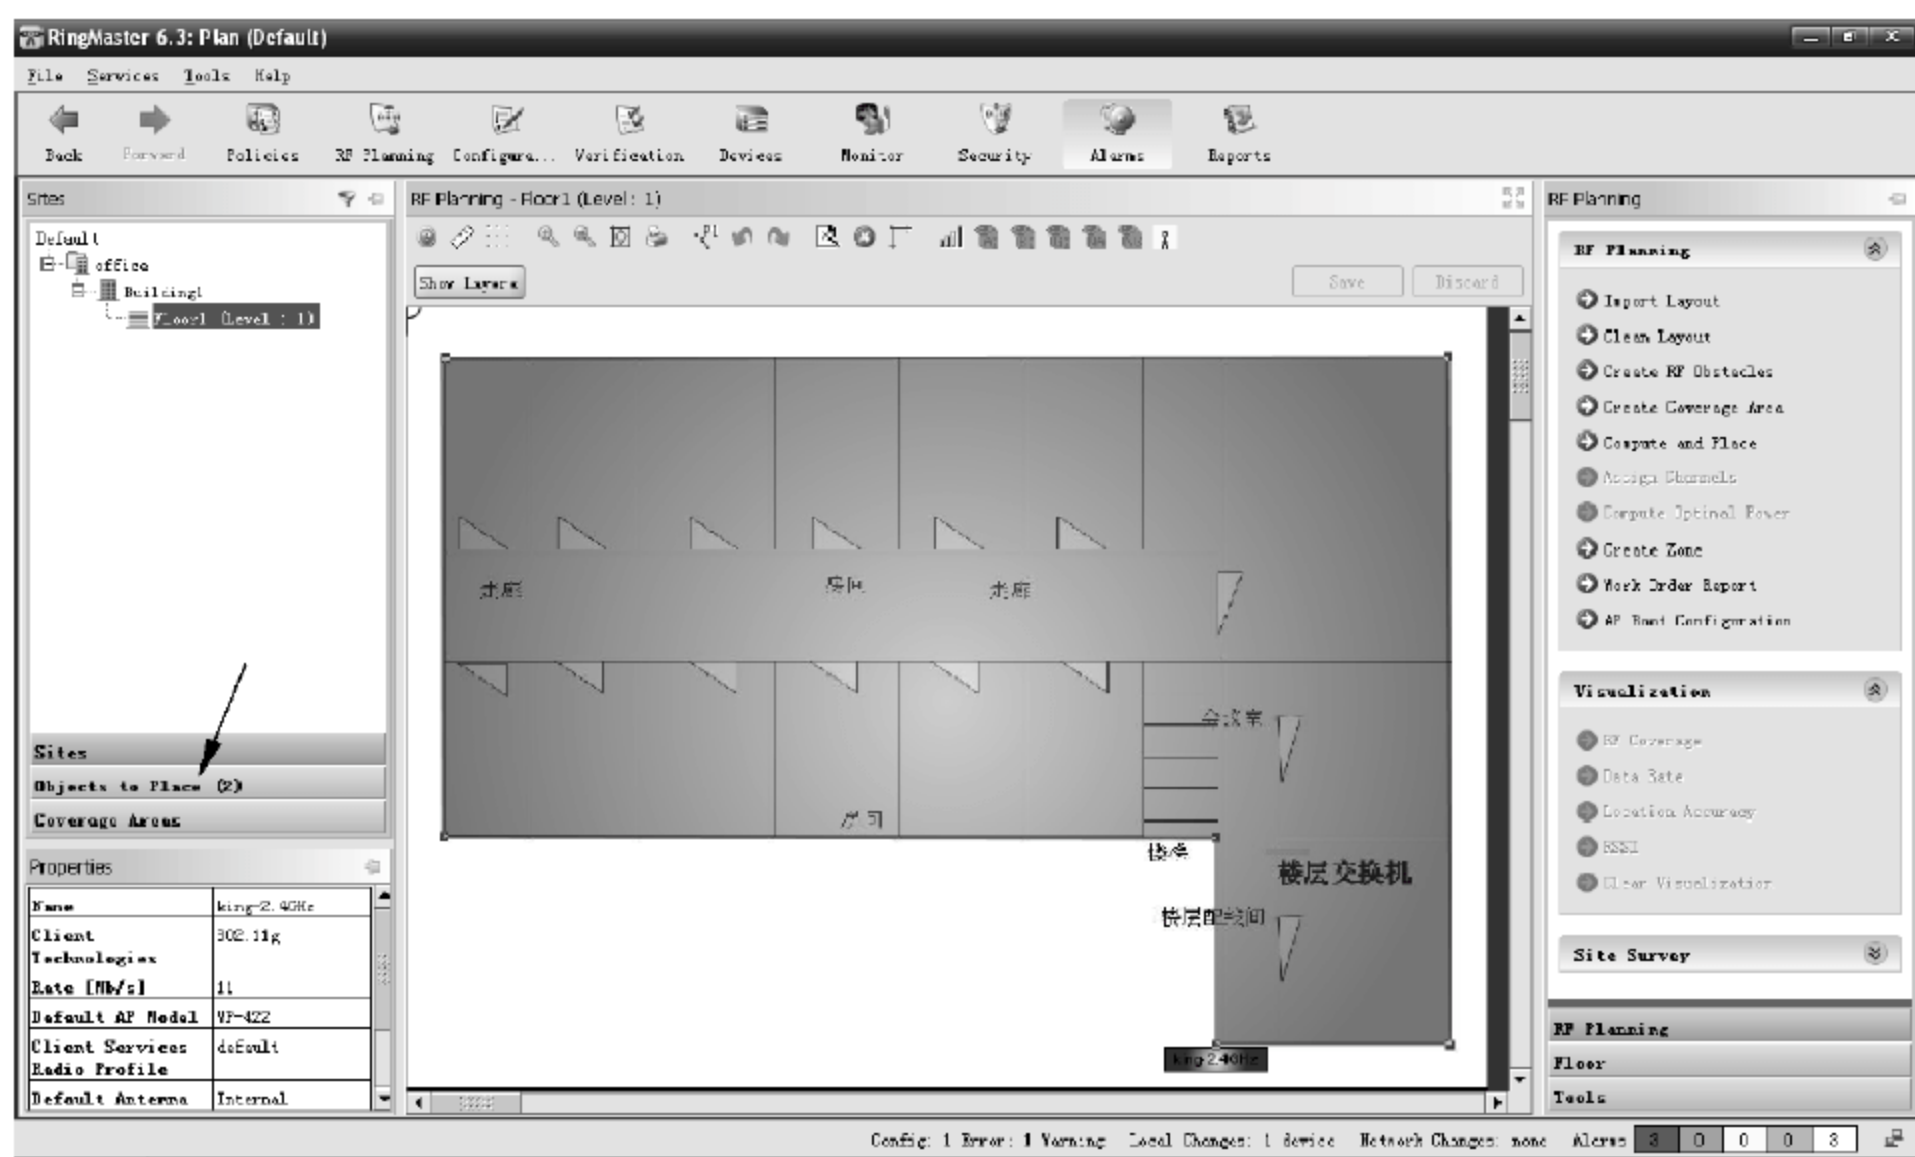 RingMaster 6.3: Plan (Default)
File Services Tools Help
Back Forward Policies RF Planning Configura... Verification Devices Monitor Security Alarms Reports
Sites
RF Planning - Floor1 (Level: 1)
RF Planning
Default
office
Building1
Floor1 (Level : 1)
Show Layers
Save Discard
RF Planning
Import Layout
Clean Layout
Create RF Obstacles
Create Coverage Area
Compute and Place
Assign Channels
Compute Optimal Power
Create Zone
Work Order Report
AP Boot Configuration
走廊 房间 走廊
会议室
房间
楼梯
楼层交换机
楼层配线间
king-2.4GHz
Visualization
RF Coverage
Data Rate
Location Accuracy
RSSI
Clear Visualization
Site Survey
RF Planning
Floor
Tools
Sites
Objects to Place (2)
Coverage Areas
Properties
Name king-2.4GHz
Client Technologies 802.11g
Rate [Mb/s] 11
Default AP Model MP-422
Client Services Radio Profile default
Default Antenna Internal
Config: 1 Error: 1 Warning Local Changes: 1 device Network Changes: none Alarms 3 0 0 0 3